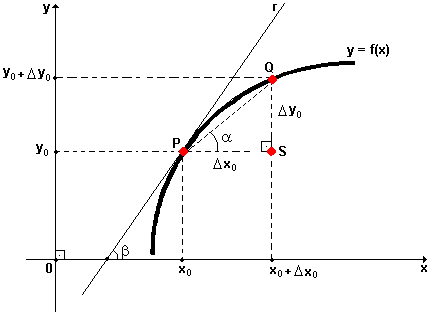 y
r
y = f(x)
Q
y₀ + Δy₀
Δy₀
P
α
y₀
S
Δx₀
β
0
x₀
x₀ + Δx₀
x